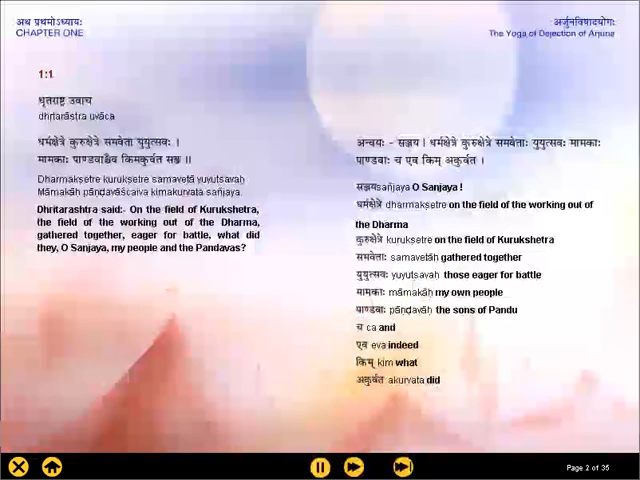 अथ प्रथमोऽध्यायः
CHAPTER ONE
अर्जुनविषादयोगः
The Yoga of Dejection of Arjuna
1:1
धृतराष्ट्र उवाच
dhṛtarāṣtra uvāca
धर्मक्षेत्रे कुरुक्षेत्रे समवेता युयुत्सवः ।
मामकाः पाण्डवाश्चैव किमकुर्वत सञ्जय ॥
Dharmakṣetre kurukṣetre samavetā yuyutsavaḥ
Māmakāḥ pāṇḍavāścaiva kimakurvata sañjaya.
Dhritarashtra said:- On the field of Kurukshetra,
the field of the working out of the Dharma,
gathered together, eager for battle, what did
they, O Sanjaya, my people and the Pandavas?
अन्वयः - सञ्जय। धर्मक्षेत्रे कुरुक्षेत्रे समवेताः युयुत्सवः मामकाः
पाण्डवाः च एव किम् अकुर्वत ।
सञ्जयsañjaya O Sanjaya !
धर्मक्षेत्रे dharmakṣetre on the field of the working out of
the Dharma
कुरुक्षेत्रे kurukṣetre on the field of Kurukshetra
समवेताः samavetāḥ gathered together
युयुत्सवः yuyutsavaḥ those eager for battle
मामकाः māmakāḥ my own people
पाण्डवाः pāṇḍavāḥ the sons of Pandu
च ca and
एव eva indeed
किम् kim what
अकुर्वत akurvata did
Page 2 of 35